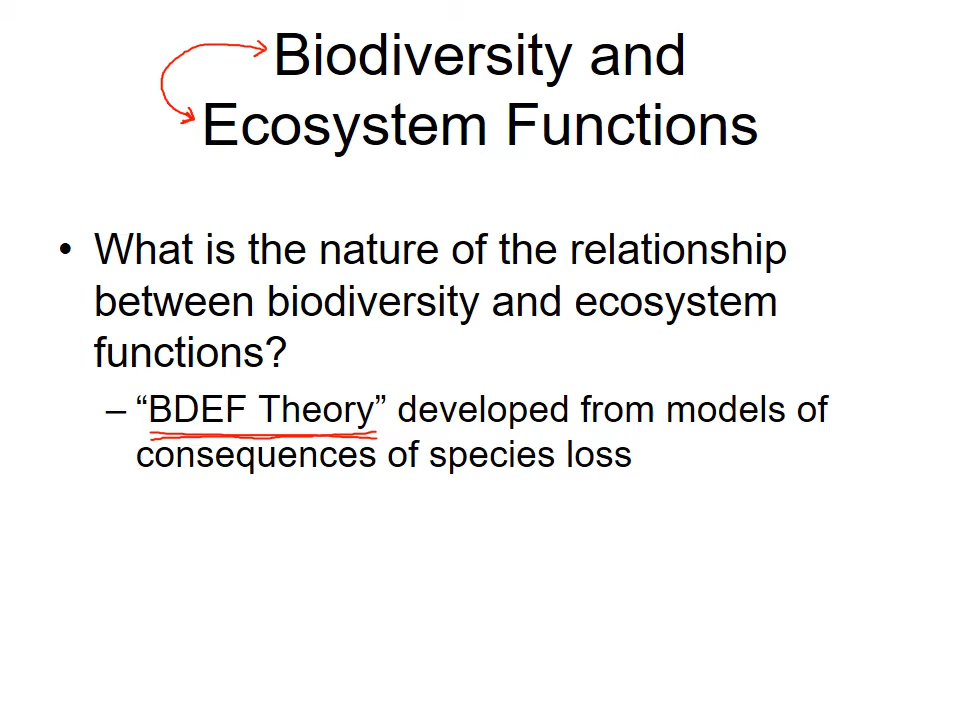 Biodiversity and
Ecosystem Functions
• What is the nature of the relationship
between biodiversity and ecosystem
functions?
– “BDEF Theory” developed from models of
consequences of species loss